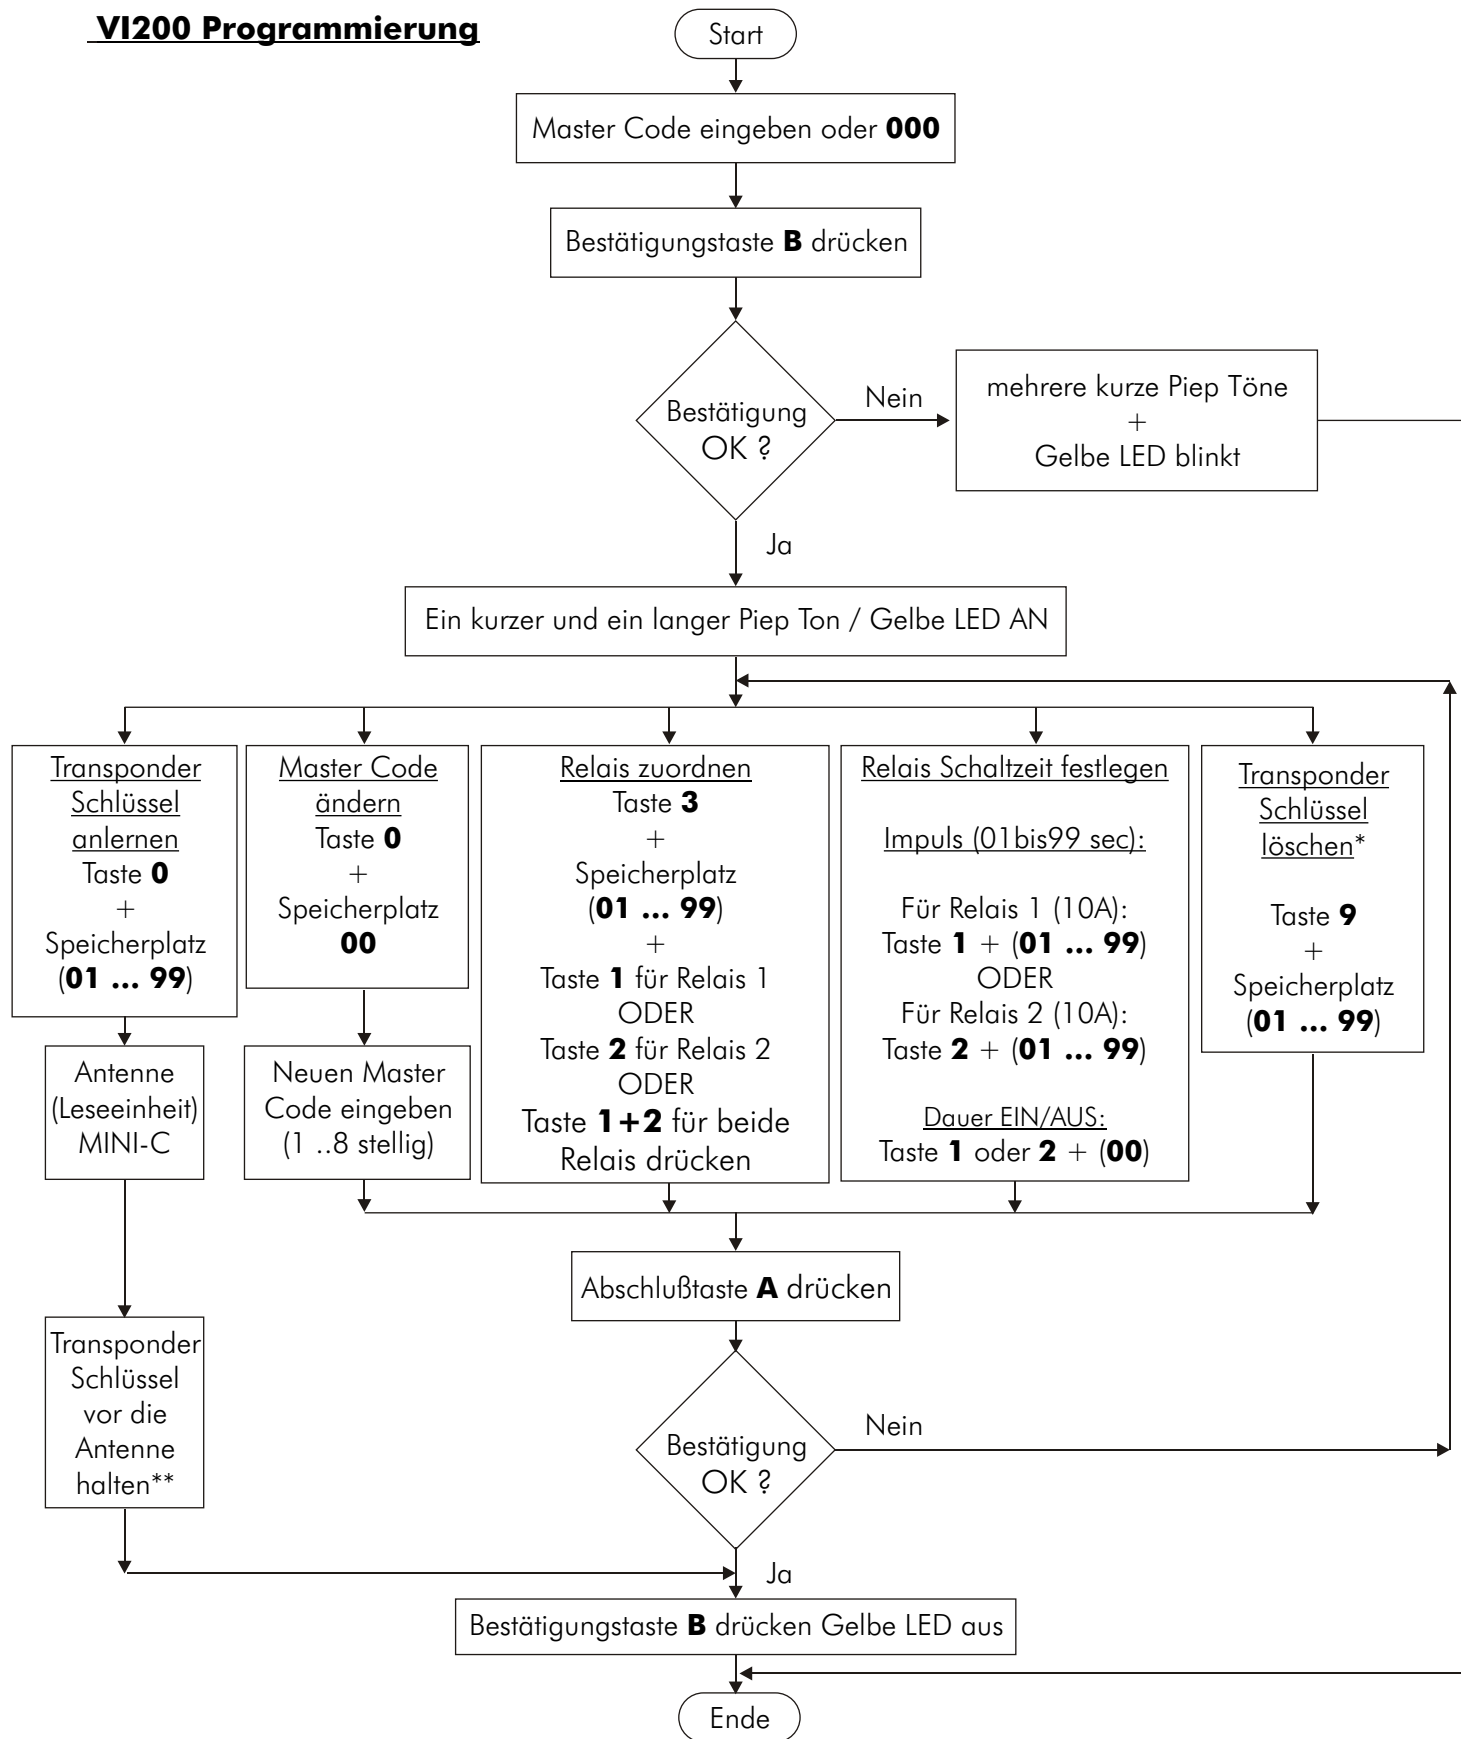 VI200 Programmierung
Start
Master Code eingeben oder 000
Bestätigungstaste B drücken
Bestätigung
OK ?
Nein
mehrere kurze Piep Töne
+
Gelbe LED blinkt
Ja
Ein kurzer und ein langer Piep Ton / Gelbe LED AN
Transponder
Schlüssel
anlernen
Taste 0
+
Speicherplatz
(01 ... 99)
Antenne
(Leseeinheit)
MINI-C
Transponder
Schlüssel
vor die
Antenne
halten**
Master Code
ändern
Taste 0
+
Speicherplatz
00
Neuen Master
Code eingeben
(1 ..8 stellig)
Relais zuordnen
Taste 3
+
Speicherplatz
(01 ... 99)
+
Taste 1 für Relais 1
ODER
Taste 2 für Relais 2
ODER
Taste 1+2 für beide
Relais drücken
Relais Schaltzeit festlegen
Impuls (01bis99 sec):
Für Relais 1 (10A):
Taste 1 + (01 ... 99)
ODER
Für Relais 2 (10A):
Taste 2 + (01 ... 99)
Dauer EIN/AUS:
Taste 1 oder 2 + (00)
Transponder
Schlüssel
löschen*
Taste 9
+
Speicherplatz
(01 ... 99)
Abschlußtaste A drücken
Bestätigung
OK ?
Nein
Ja
Bestätigungstaste B drücken Gelbe LED aus
Ende